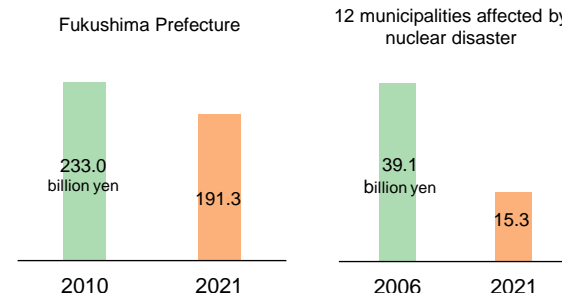 Fukushima Prefecture
233.0
billion yen
191.3
2010 2021
12 municipalities affected by
nuclear disaster
39.1
billion yen
15.3
2006 2021